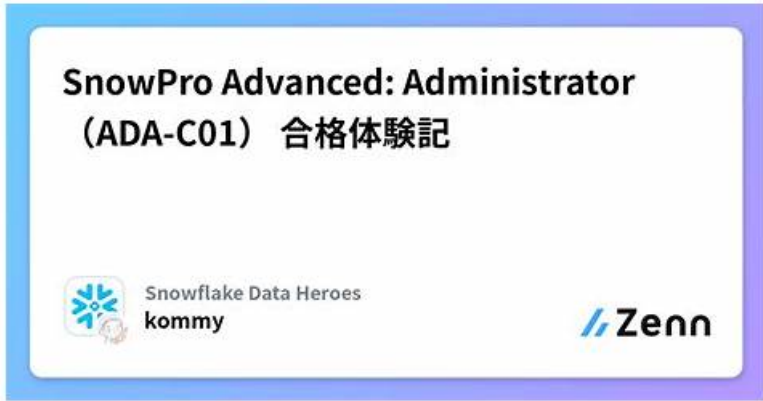 SnowPro Advanced: Administrator
（ADA-C01） 合格体験記
Snowflake Data Heroes
kommy
Zenn